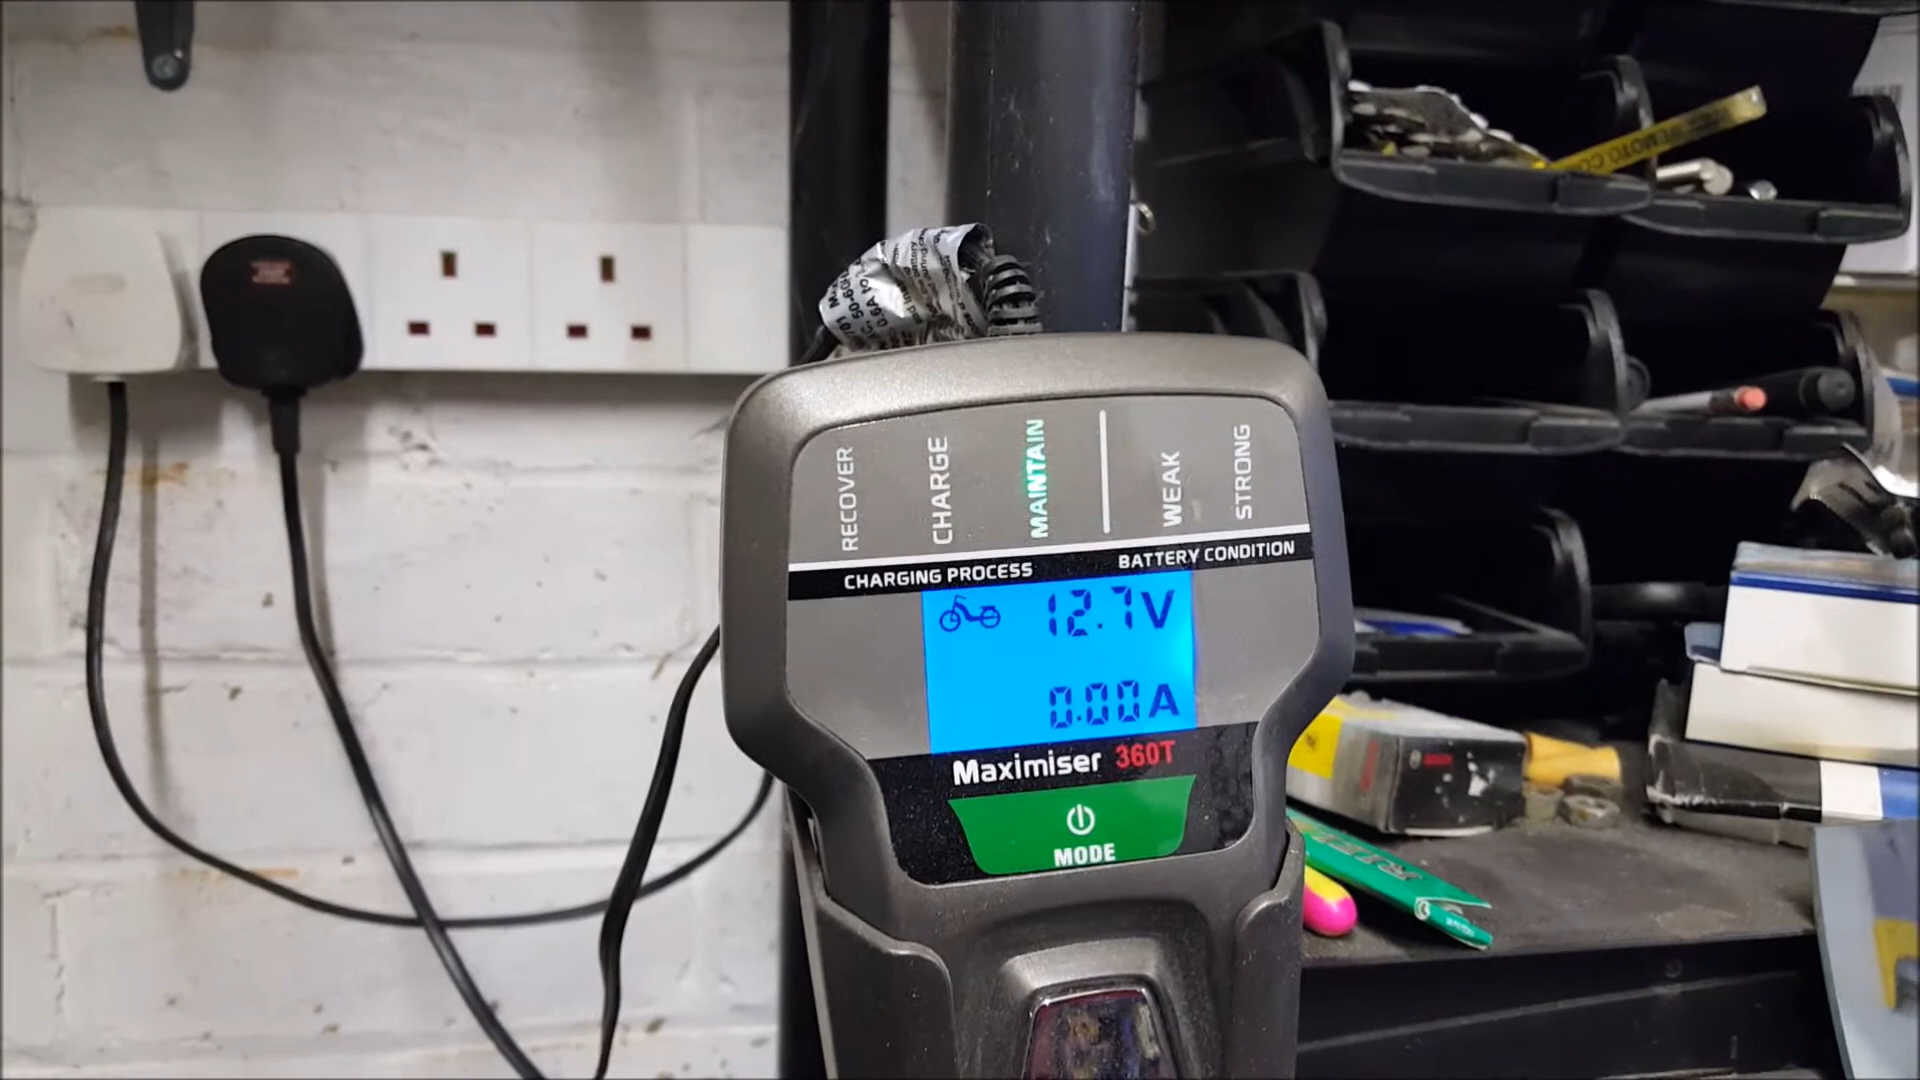 RECOVER
CHARGE
MAINTAIN
WEAK
STRONG
CHARGING PROCESS
BATTERY CONDITION
12.7V
0.00A
Maximiser 360T
MODE